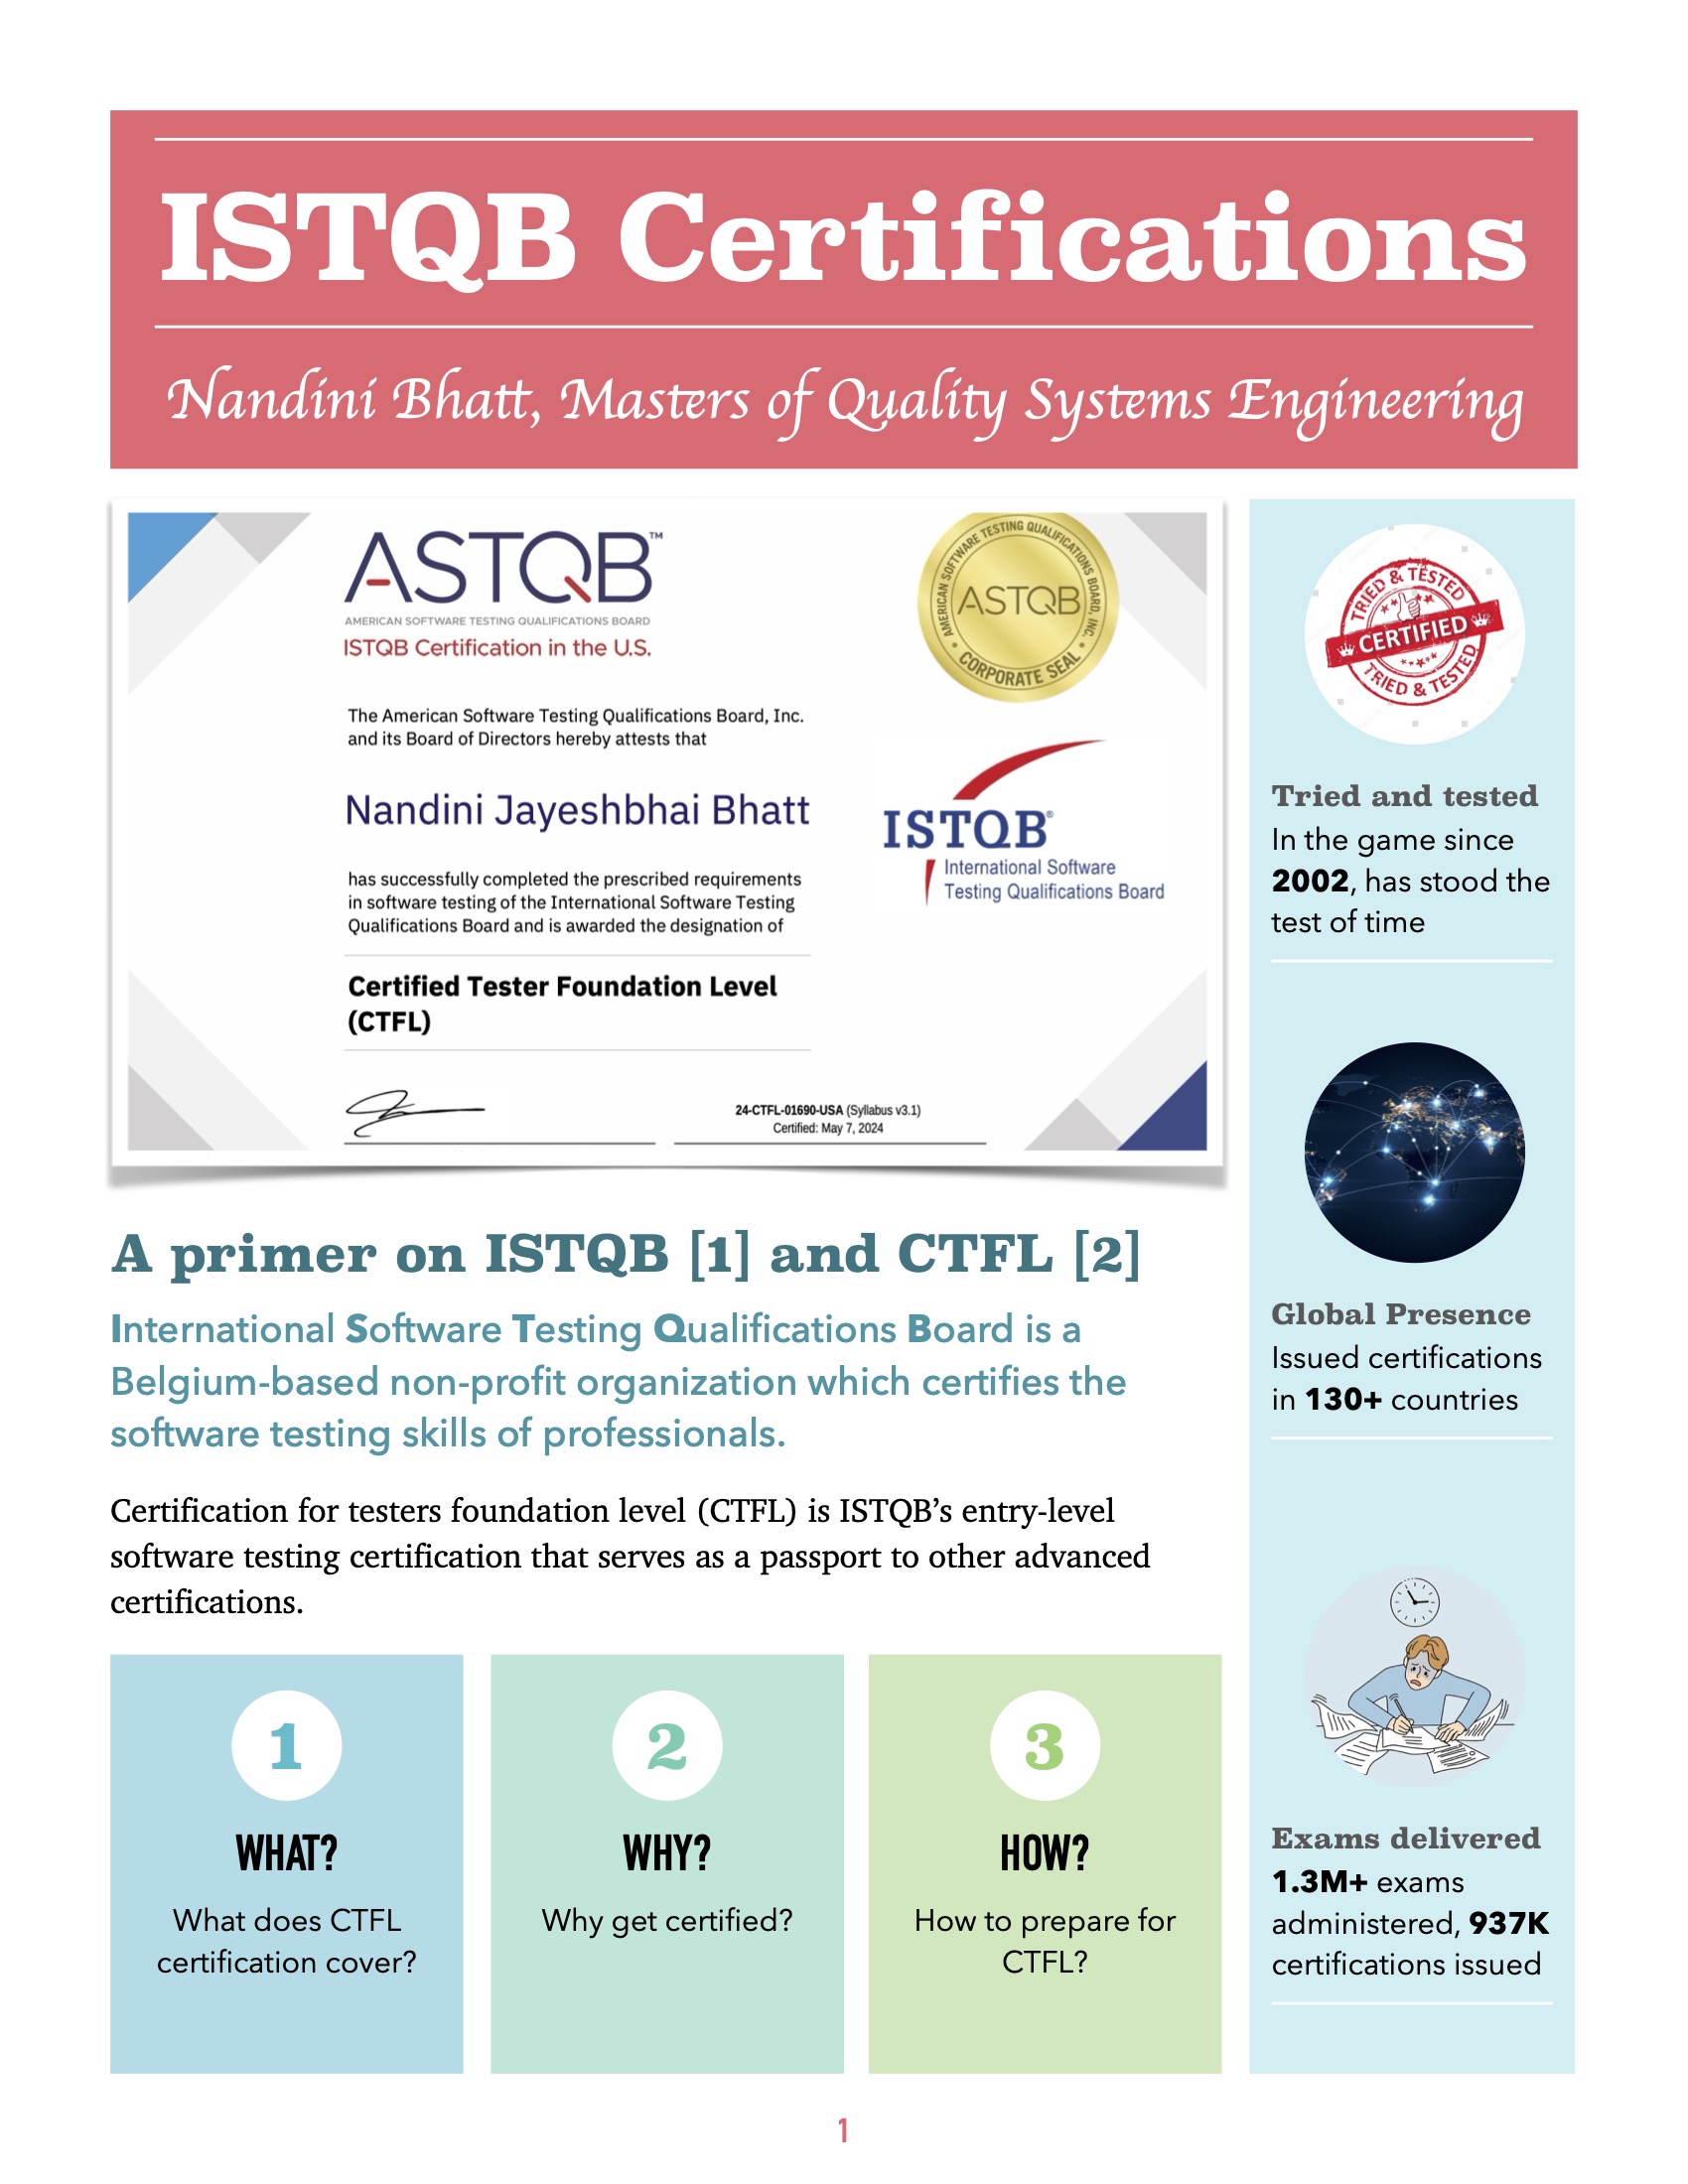 ISTQB Certifications
Nandini Bhatt, Masters of Quality Systems Engineering
ASTQB™
AMERICAN SOFTWARE TESTING QUALIFICATIONS BOARD
ISTQB Certification in the U.S.
The American Software Testing Qualifications Board, Inc.
and its Board of Directors hereby attests that
Nandini Jayeshbhai Bhatt
has successfully completed the prescribed requirements
in software testing of the International Software Testing
Qualifications Board and is awarded the designation of
Certified Tester Foundation Level
(CTFL)
24-CTFL-01690-USA (Syllabus v3.1)
Certified: May 7, 2024
AMERICAN SOFTWARE TESTING QUALIFICATIONS BOARD, INC.
ASTQB
CORPORATE SEAL
ISTQB®
International Software
Testing Qualifications Board
A primer on ISTQB [1] and CTFL [2]
International Software Testing Qualifications Board is a
Belgium-based non-profit organization which certifies the
software testing skills of professionals.
Certification for testers foundation level (CTFL) is ISTQB’s entry-level
software testing certification that serves as a passport to other advanced
certifications.
1
WHAT?
What does CTFL
certification cover?
2
WHY?
Why get certified?
3
HOW?
How to prepare for
CTFL?
TRIED & TESTED
CERTIFIED
TRIED & TESTED
Tried and tested
In the game since
2002, has stood the
test of time
Global Presence
Issued certifications
in 130+ countries
Exams delivered
1.3M+ exams
administered, 937K
certifications issued
1